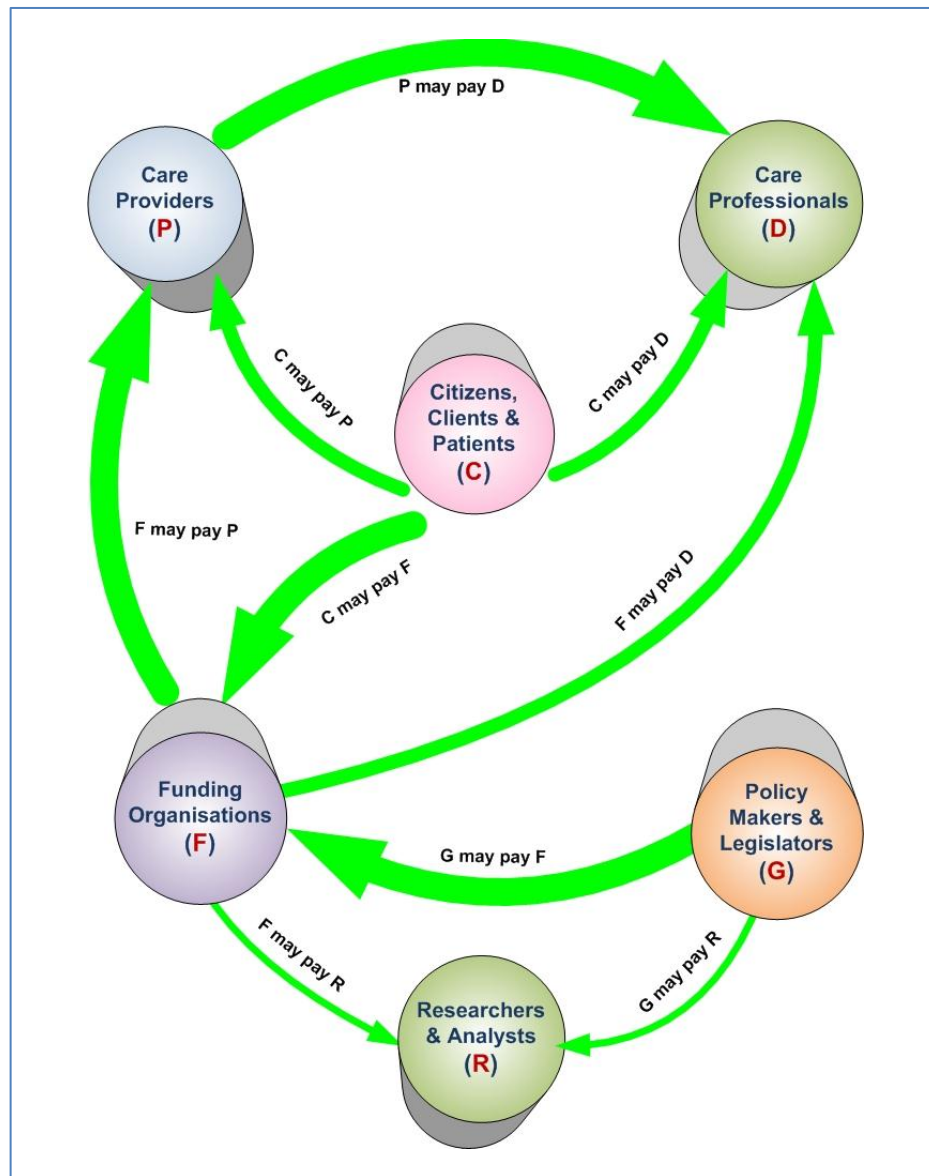 P may pay D
Care
Providers
(P)
Care
Professionals
(D)
C may pay P
Citizens,
Clients &
Patients
(C)
C may pay D
F may pay P
C may pay F
F may pay D
Funding
Organisations
(F)
Policy
Makers &
Legislators
(G)
G may pay F
F may pay R
G may pay R
Researchers
& Analysts
(R)